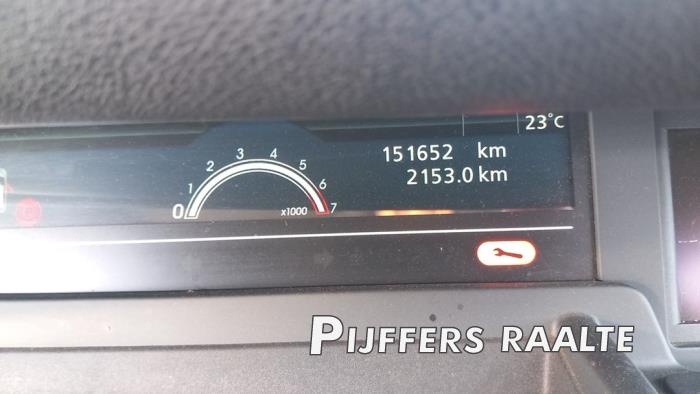 23°C
151652 km
2153.0 km
0 1 2 3 4 5 6 7
x1000
PIJFFERS RAALTE